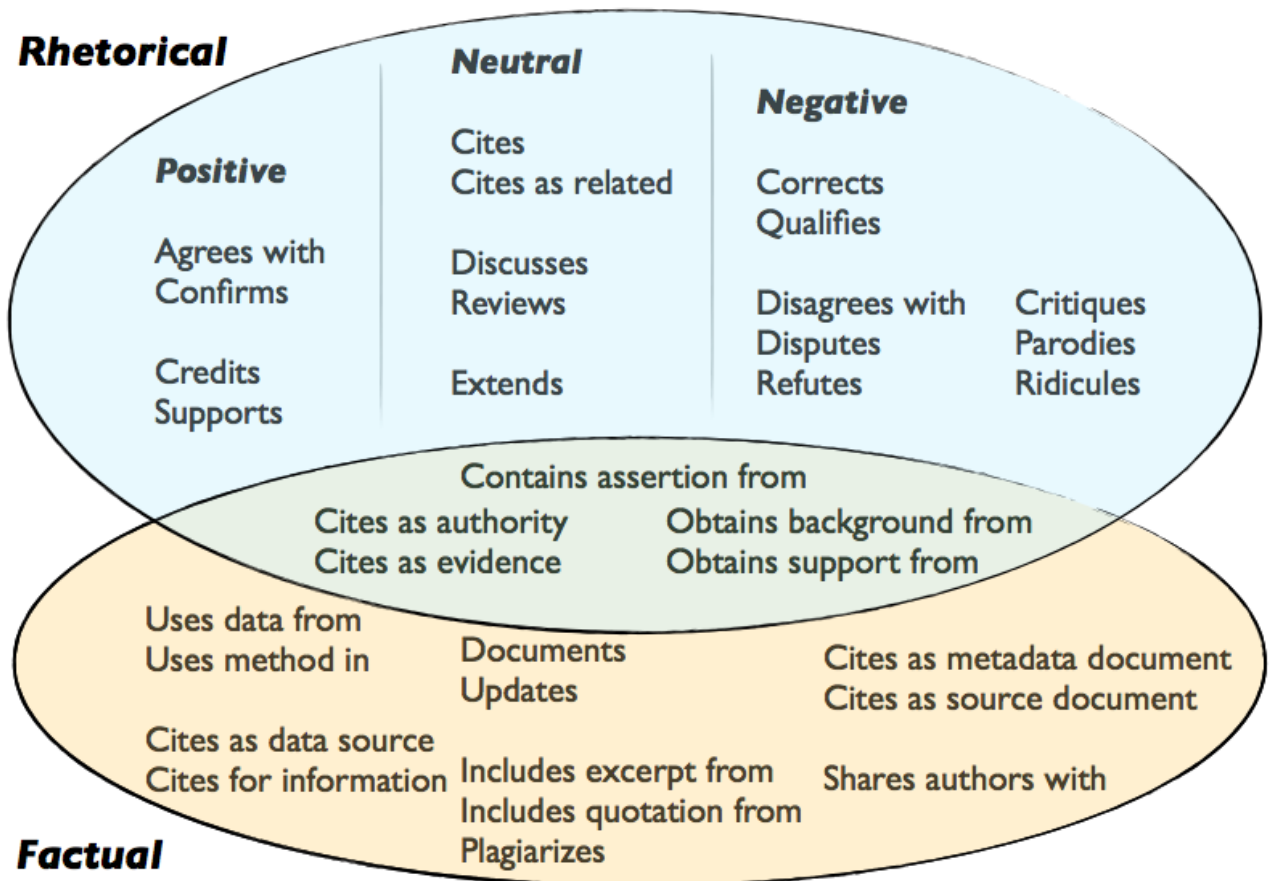 Rhetorical
Positive
Agrees with
Confirms
Credits
Supports
Neutral
Cites
Cites as related
Discusses
Reviews
Extends
Negative
Corrects
Qualifies
Disagrees with
Disputes
Refutes
Critiques
Parodies
Ridicules
Contains assertion from
Cites as authority
Cites as evidence
Obtains background from
Obtains support from
Uses data from
Uses method in
Cites as data source
Cites for information
Documents
Updates
Includes excerpt from
Includes quotation from
Plagiarizes
Cites as metadata document
Cites as source document
Shares authors with
Factual